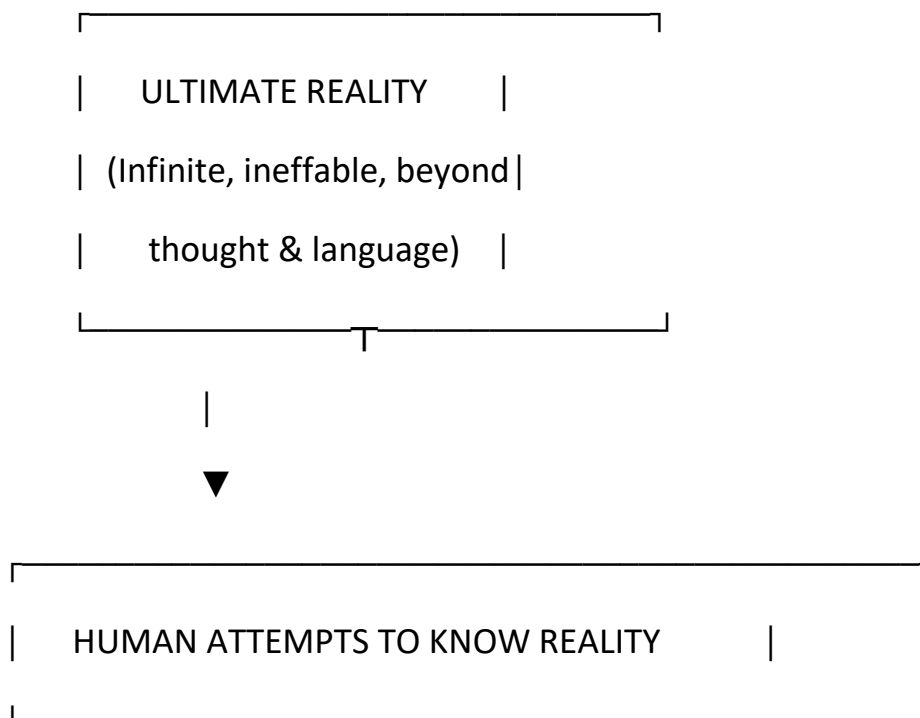 ULTIMATE REALITY
(Infinite, ineffable, beyond
thought & language)
HUMAN ATTEMPTS TO KNOW REALITY